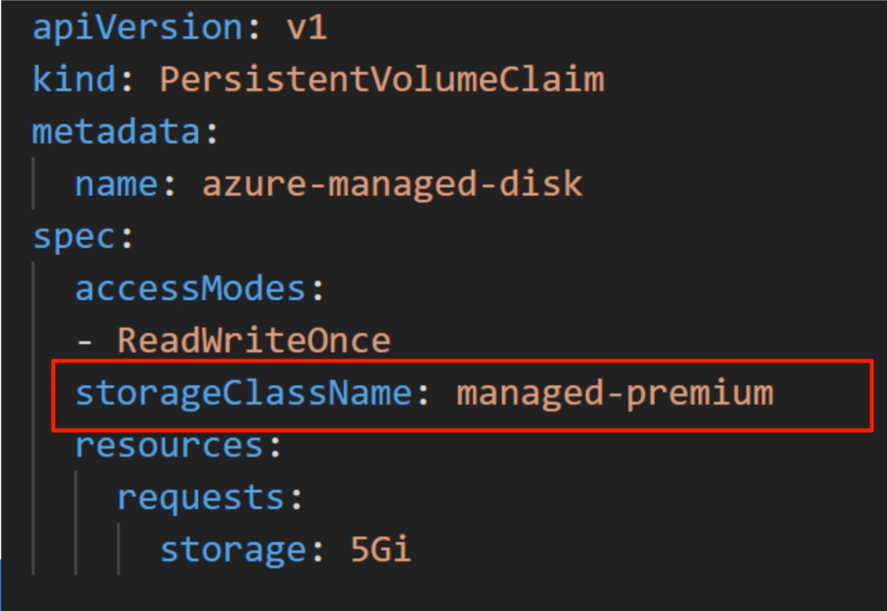 apiVersion: v1
kind: PersistentVolumeClaim
metadata:
  name: azure-managed-disk
spec:
  accessModes:
  - ReadWriteOnce
  storageClassName: managed-premium
  resources:
    requests:
      storage: 5Gi